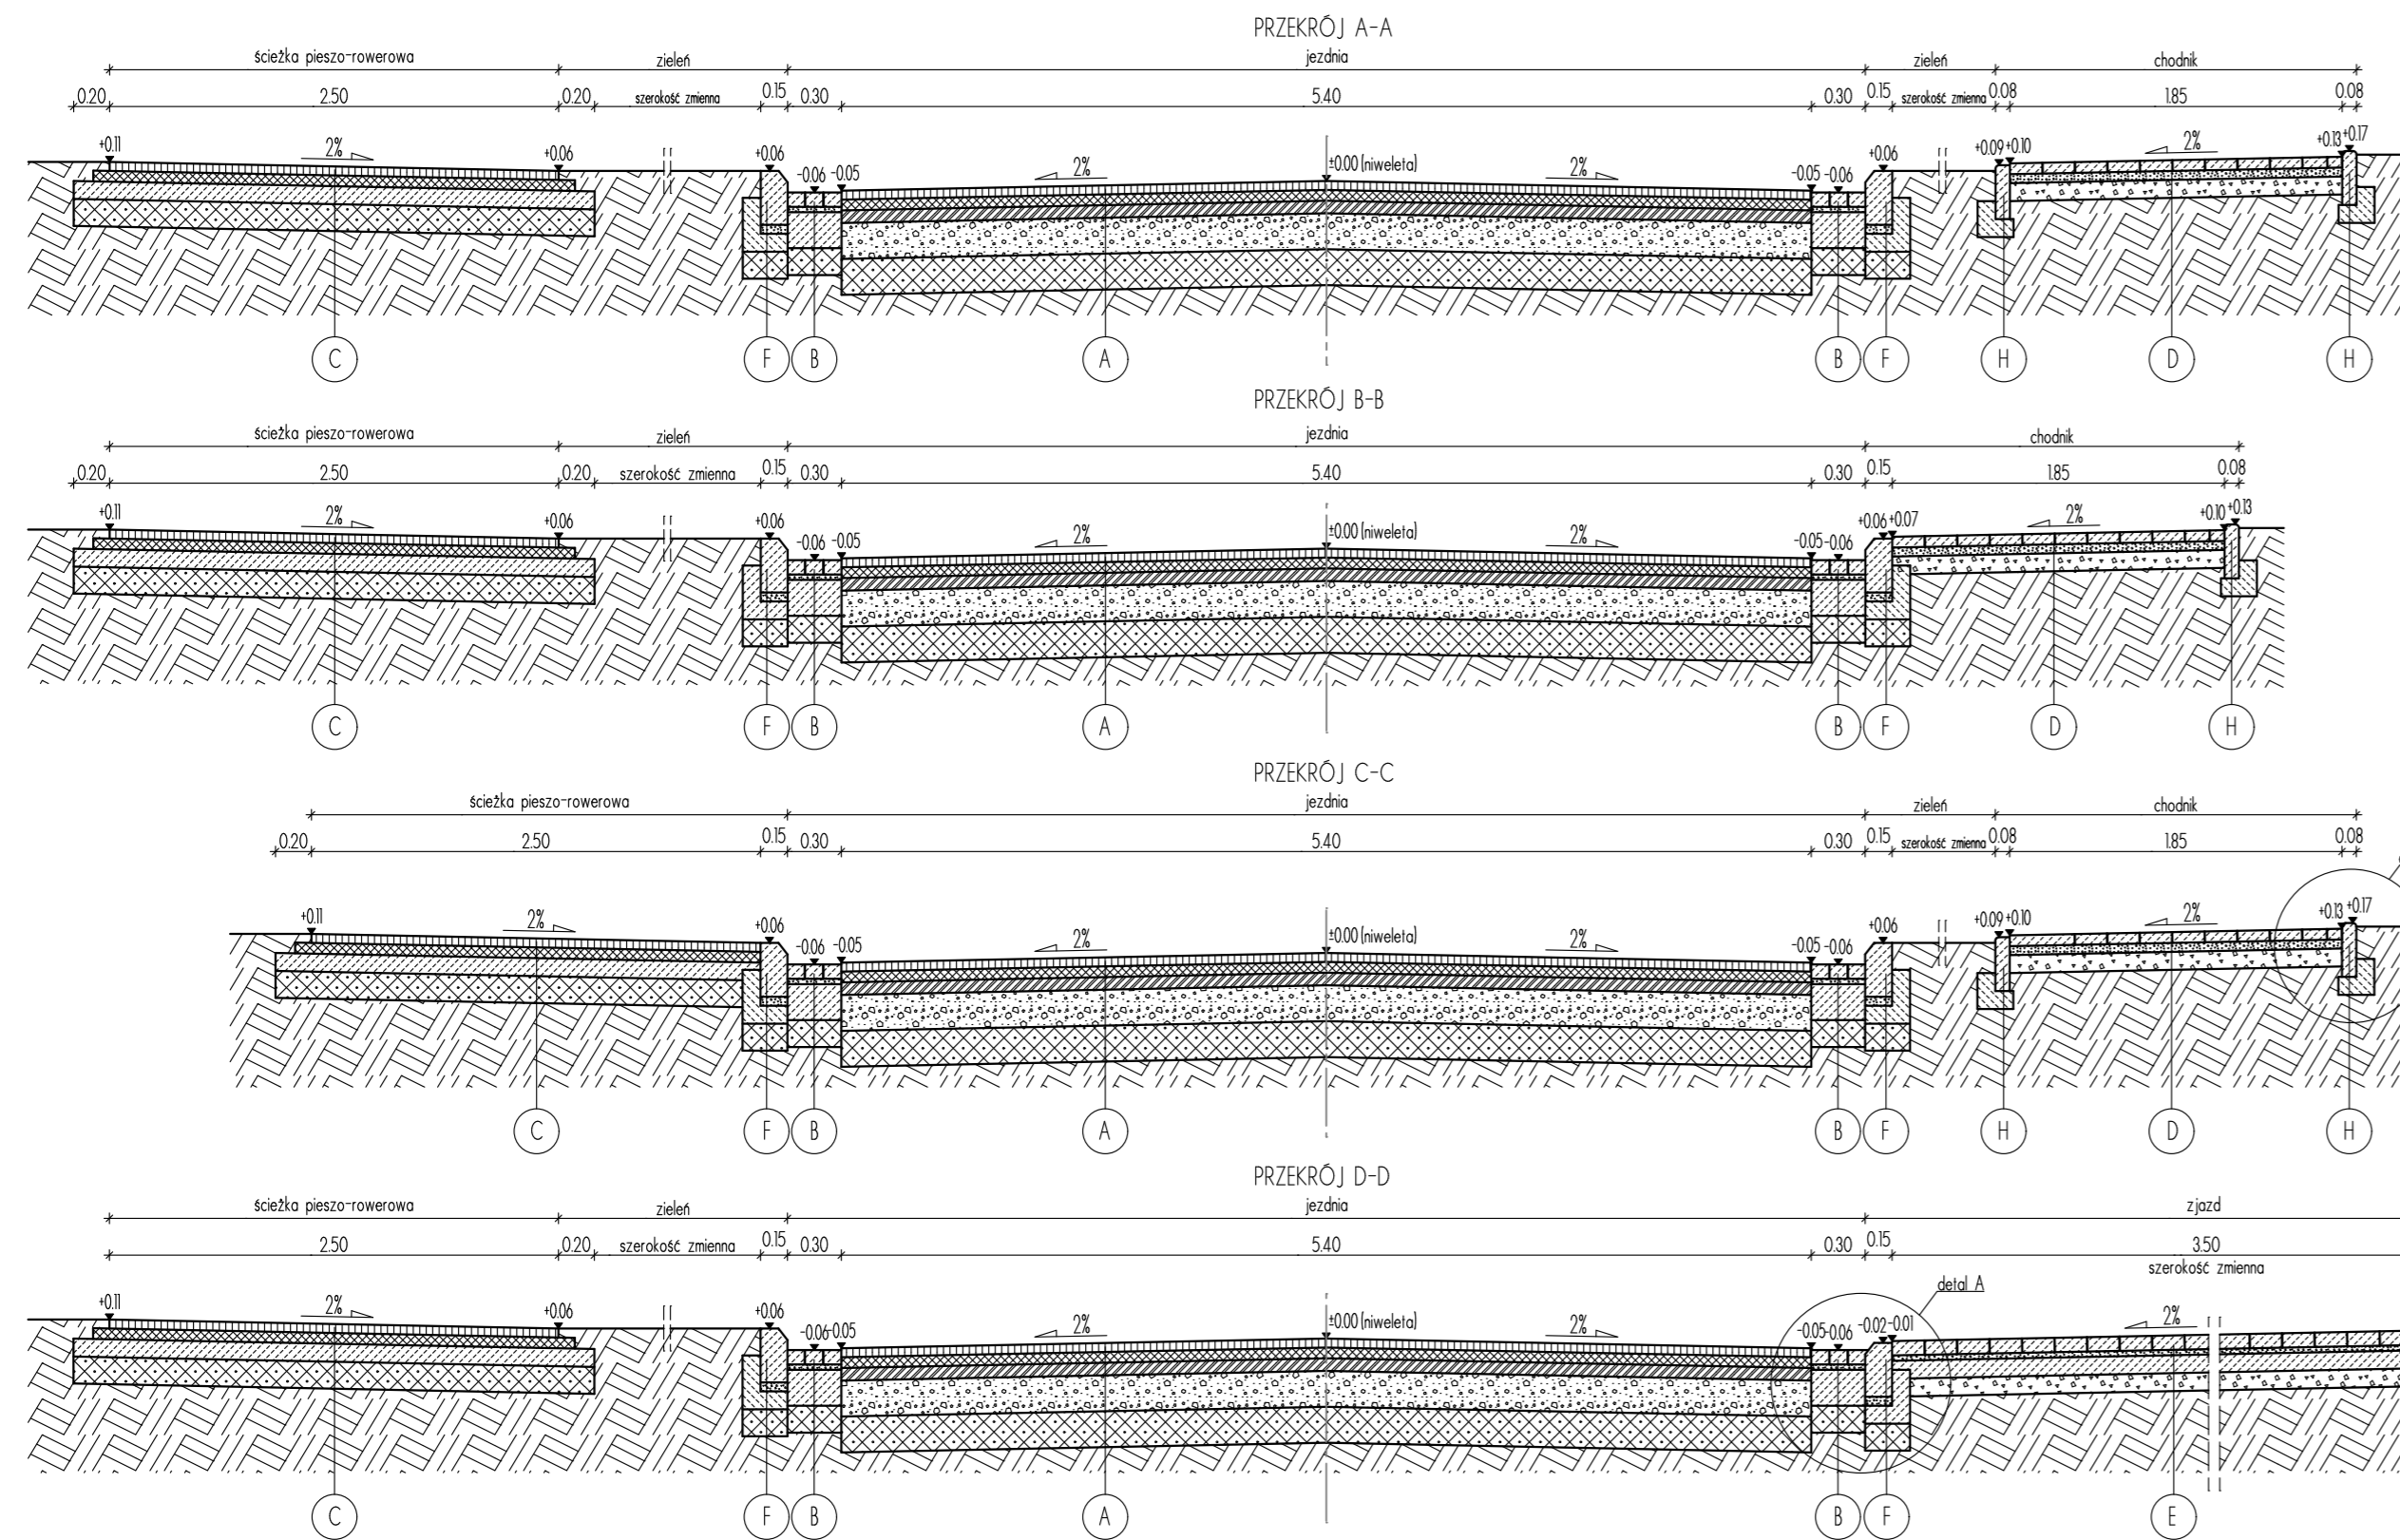 PRZEKRÓJ A-A
ścieżka pieszo-rowerowa zieleń jezdnia zieleń chodnik
0.20 2.50 0.20 szerokość zmienna 0.15 0.30 5.40 0.30 0.15 szerokość zmienna 0.08 1.85 0.08
+0.11 2% +0.06 +0.06 -0.06 -0.05 2% ±0.00 (niweleta) 2% -0.05 -0.06 +0.06 +0.09 +0.10 2% +0.13 +0.17
C F B A B F H D H
PRZEKRÓJ B-B
ścieżka pieszo-rowerowa zieleń jezdnia chodnik
0.20 2.50 0.20 szerokość zmienna 0.15 0.30 5.40 0.30 0.15 1.85 0.08
+0.11 2% +0.06 +0.06 -0.06 -0.05 2% ±0.00 (niweleta) 2% -0.05 -0.06 +0.06 +0.07 2% +0.10 +0.13
C F B A B F D H
PRZEKRÓJ C-C
ścieżka pieszo-rowerowa jezdnia zieleń chodnik
0.20 2.50 0.15 0.30 5.40 0.30 0.15 szerokość zmienna 0.08 1.85 0.08
+0.11 2% +0.06 -0.06 -0.05 2% ±0.00 (niweleta) 2% -0.05 -0.06 +0.06 +0.09 +0.10 2% +0.13 +0.17
C F B A B F H D H
PRZEKRÓJ D-D
ścieżka pieszo-rowerowa zieleń jezdnia zjazd
2.50 0.20 szerokość zmienna 0.15 0.30 5.40 0.30 0.15 3.50
szerokość zmienna
detal A
+0.11 2% +0.06 +0.06 -0.06 -0.05 2% ±0.00 (niweleta) 2% -0.05 -0.06 -0.02 -0.01 2%
C F B A B F E